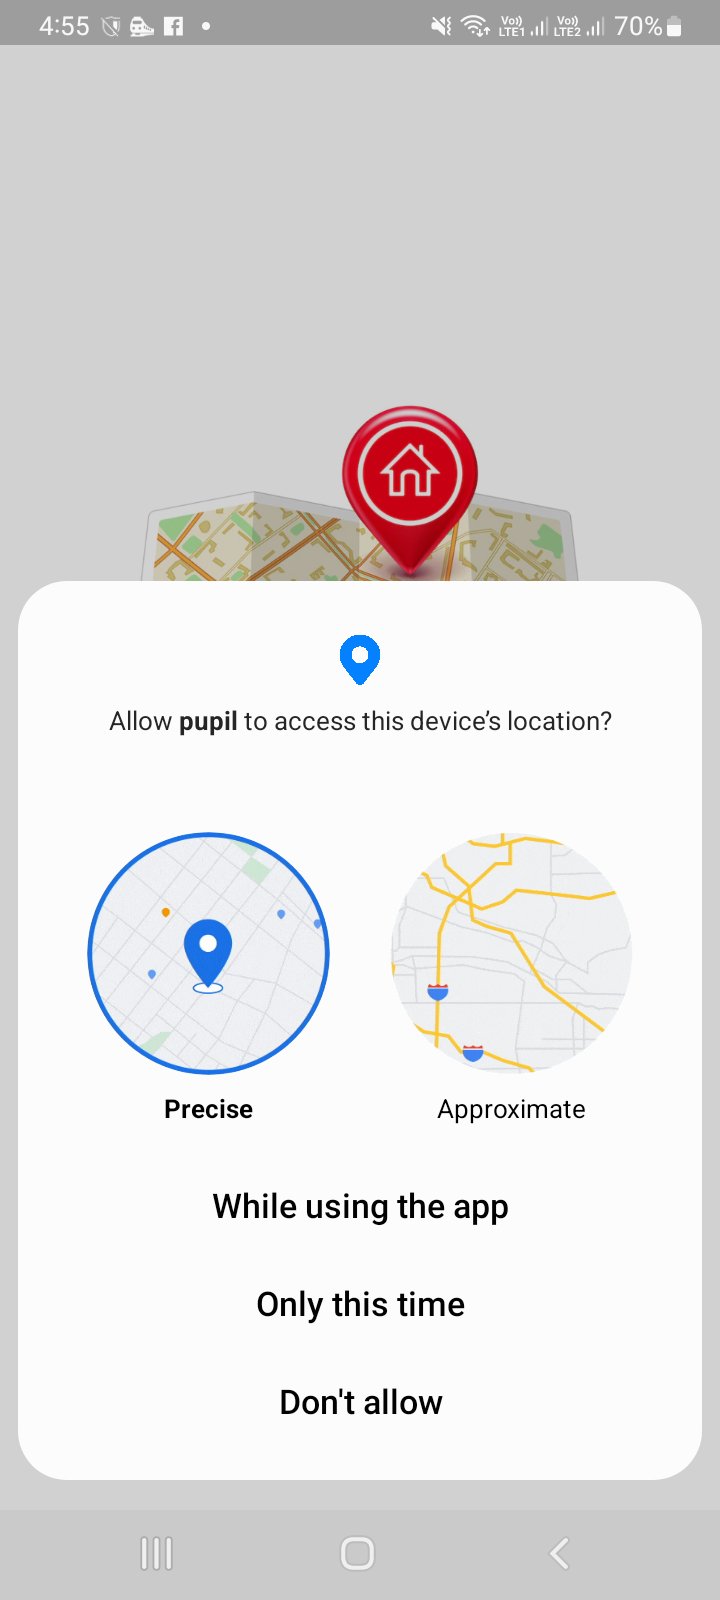 4:55
Vo) LTE1 Vo) LTE2 70%
Allow pupil to access this device's location?
Precise
Approximate
While using the app
Only this time
Don't allow